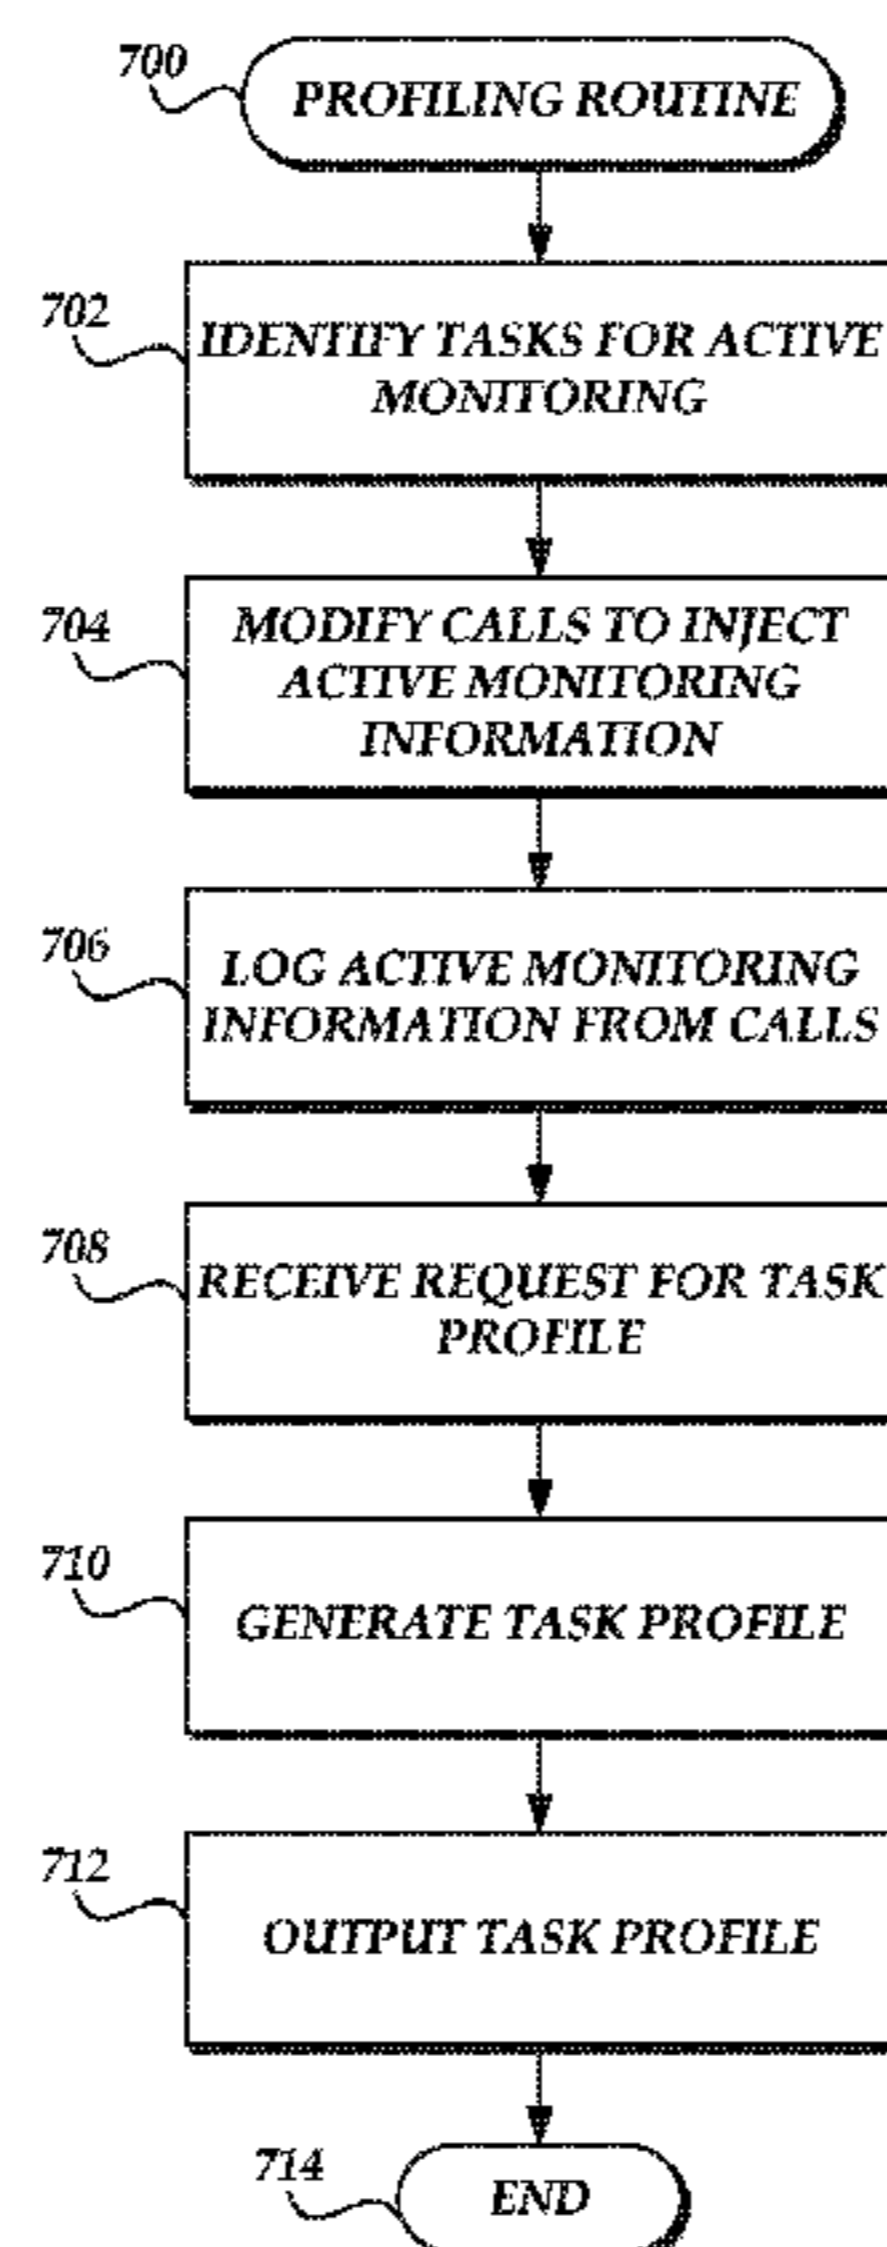 700
PROFILING ROUTINE
702
IDENTIFY TASKS FOR ACTIVE
MONITORING
704
MODIFY CALLS TO INJECT
ACTIVE MONITORING
INFORMATION
706
LOG ACTIVE MONITORING
INFORMATION FROM CALLS
708
RECEIVE REQUEST FOR TASK
PROFILE
710
GENERATE TASK PROFILE
712
OUTPUT TASK PROFILE
714
END